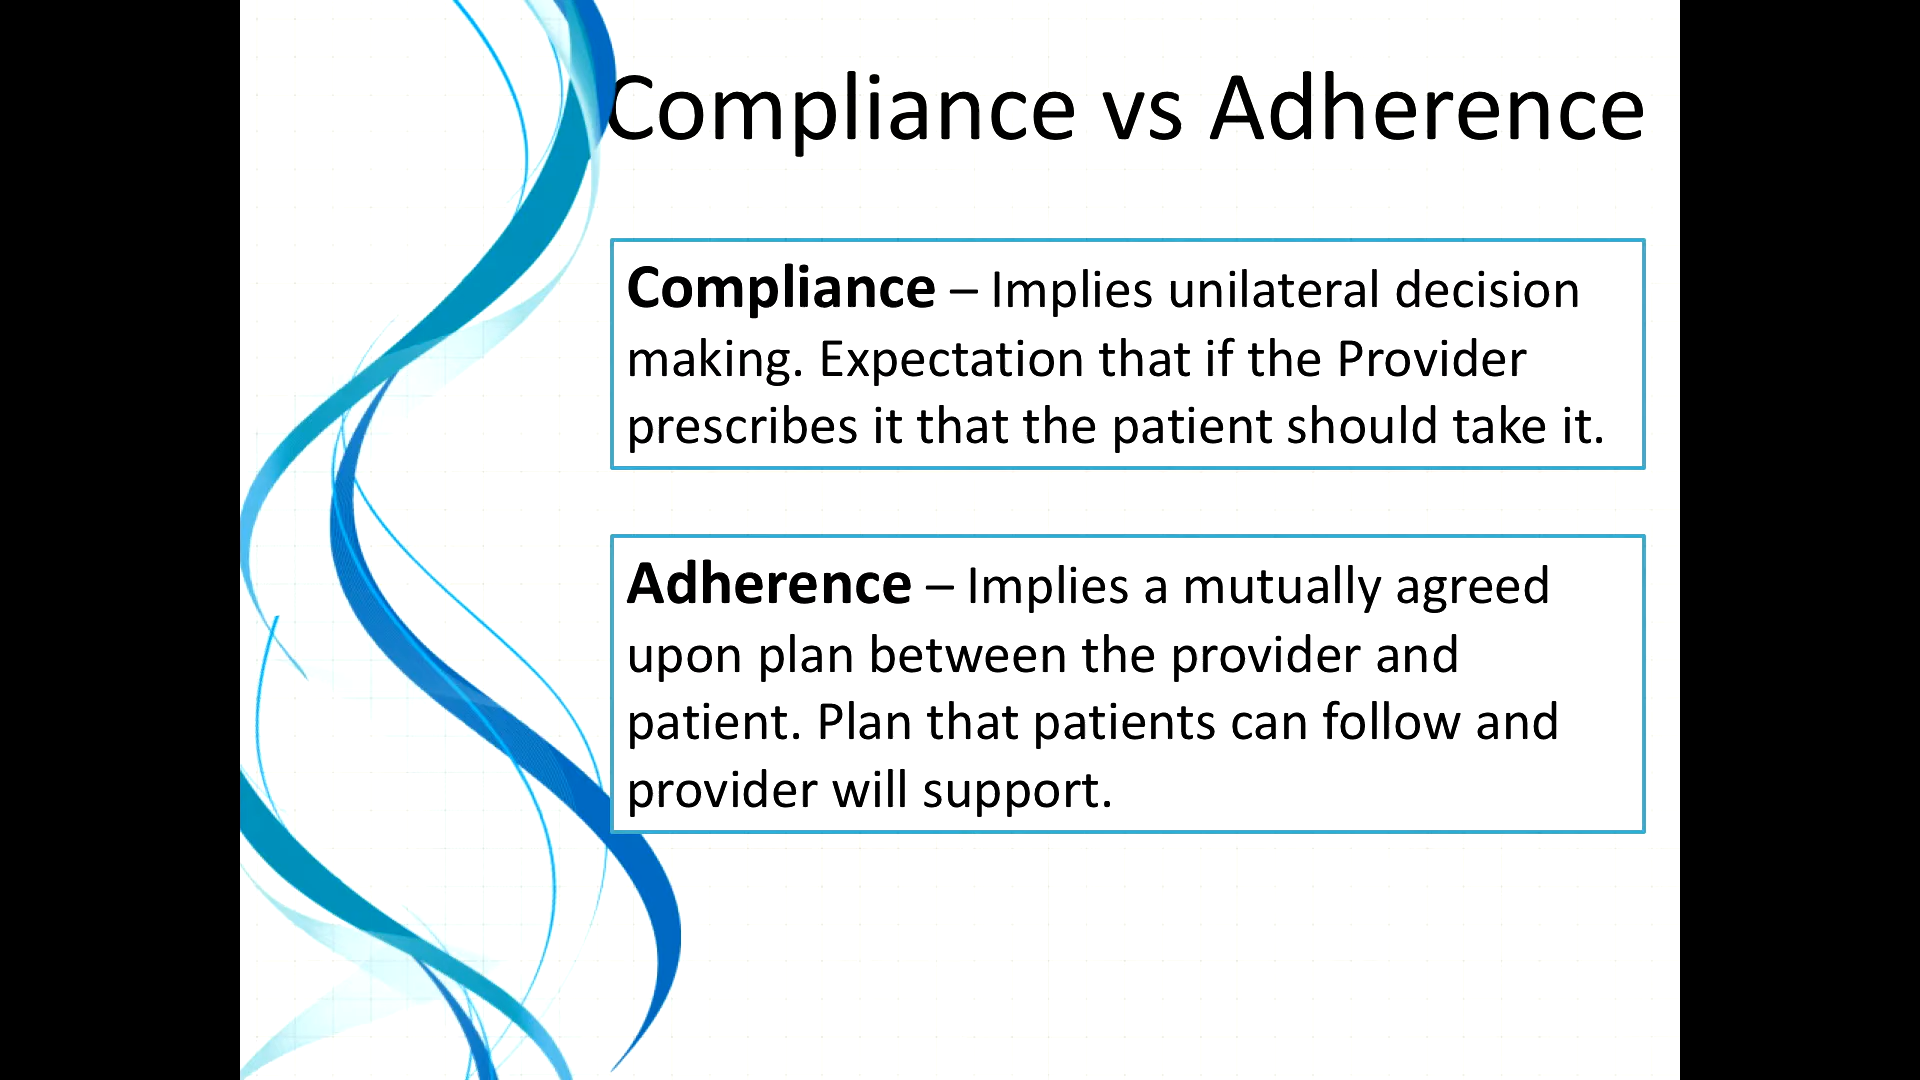 Compliance vs Adherence
Compliance – Implies unilateral decision
making. Expectation that if the Provider
prescribes it that the patient should take it.
Adherence – Implies a mutually agreed
upon plan between the provider and
patient. Plan that patients can follow and
provider will support.